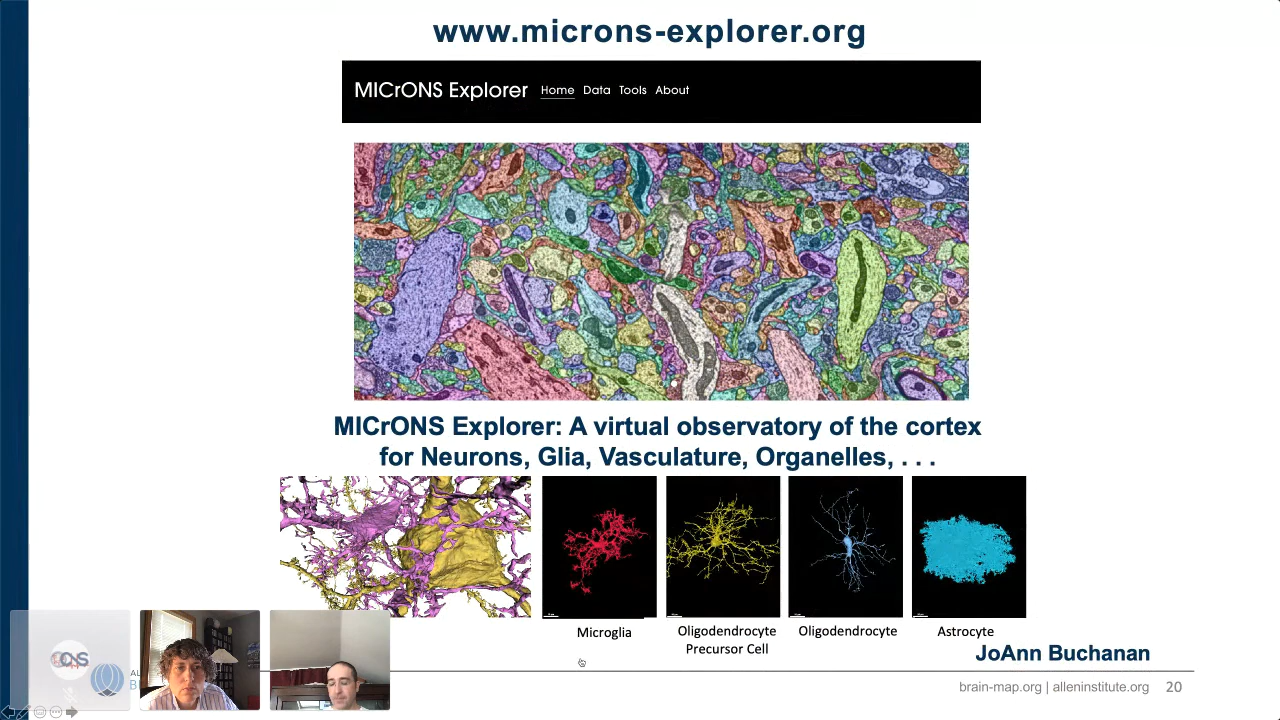 www.microns-explorer.org
MICrONS Explorer Home Data Tools About
MICrONS Explorer: A virtual observatory of the cortex
for Neurons, Glia, Vasculature, Organelles, . . .
Microglia
Oligodendrocyte
Precursor Cell
Oligodendrocyte
Astrocyte
JoAnn Buchanan
brain-map.org | alleninstitute.org 20